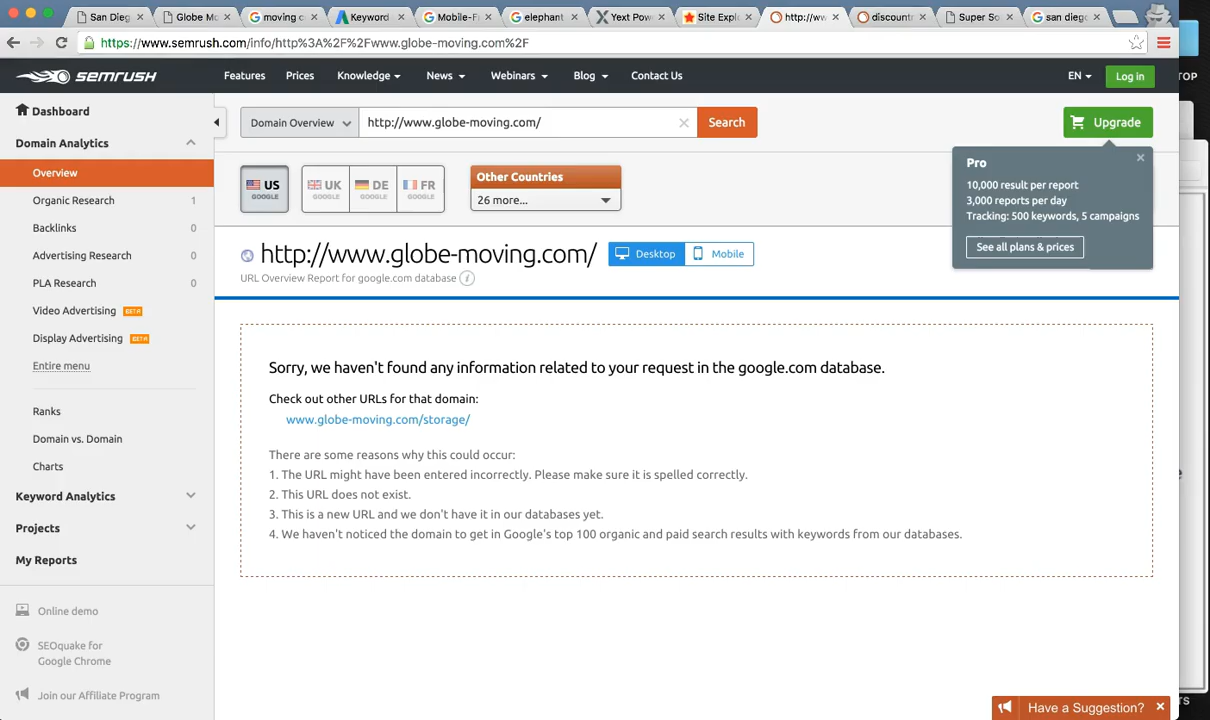 San Dieg
Globe Mo
moving c
Keyword
Mobile-F
elephant
Yext Pow
Site Expl
http://ww
discount
Super So
san dieg
https://www.semrush.com/info/http%3A%2F%2Fwww.globe-moving.com%2F
SEMRUSH
Features
Prices
Knowledge
News
Webinars
Blog
Contact Us
EN
Log in
TOP
Dashboard
Domain Analytics
Overview
Organic Research 1
Backlinks 0
Advertising Research 0
PLA Research 0
Video Advertising BETA
Display Advertising BETA
Entire menu
Ranks
Domain vs. Domain
Charts
Keyword Analytics
Projects
My Reports
Online demo
SEOquake for
Google Chrome
Join our Affiliate Program
Domain Overview
http://www.globe-moving.com/
Search
Upgrade
US
GOOGLE
UK
GOOGLE
DE
GOOGLE
FR
GOOGLE
Other Countries
26 more...
Pro
10,000 result per report
3,000 reports per day
Tracking: 500 keywords, 5 campaigns
See all plans & prices
http://www.globe-moving.com/
Desktop
Mobile
URL Overview Report for google.com database
Sorry, we haven't found any information related to your request in the google.com database.
Check out other URLs for that domain:
www.globe-moving.com/storage/
There are some reasons why this could occur:
1. The URL might have been entered incorrectly. Please make sure it is spelled correctly.
2. This URL does not exist.
3. This is a new URL and we don't have it in our databases yet.
4. We haven't noticed the domain to get in Google's top 100 organic and paid search results with keywords from our databases.
Have a Suggestion?